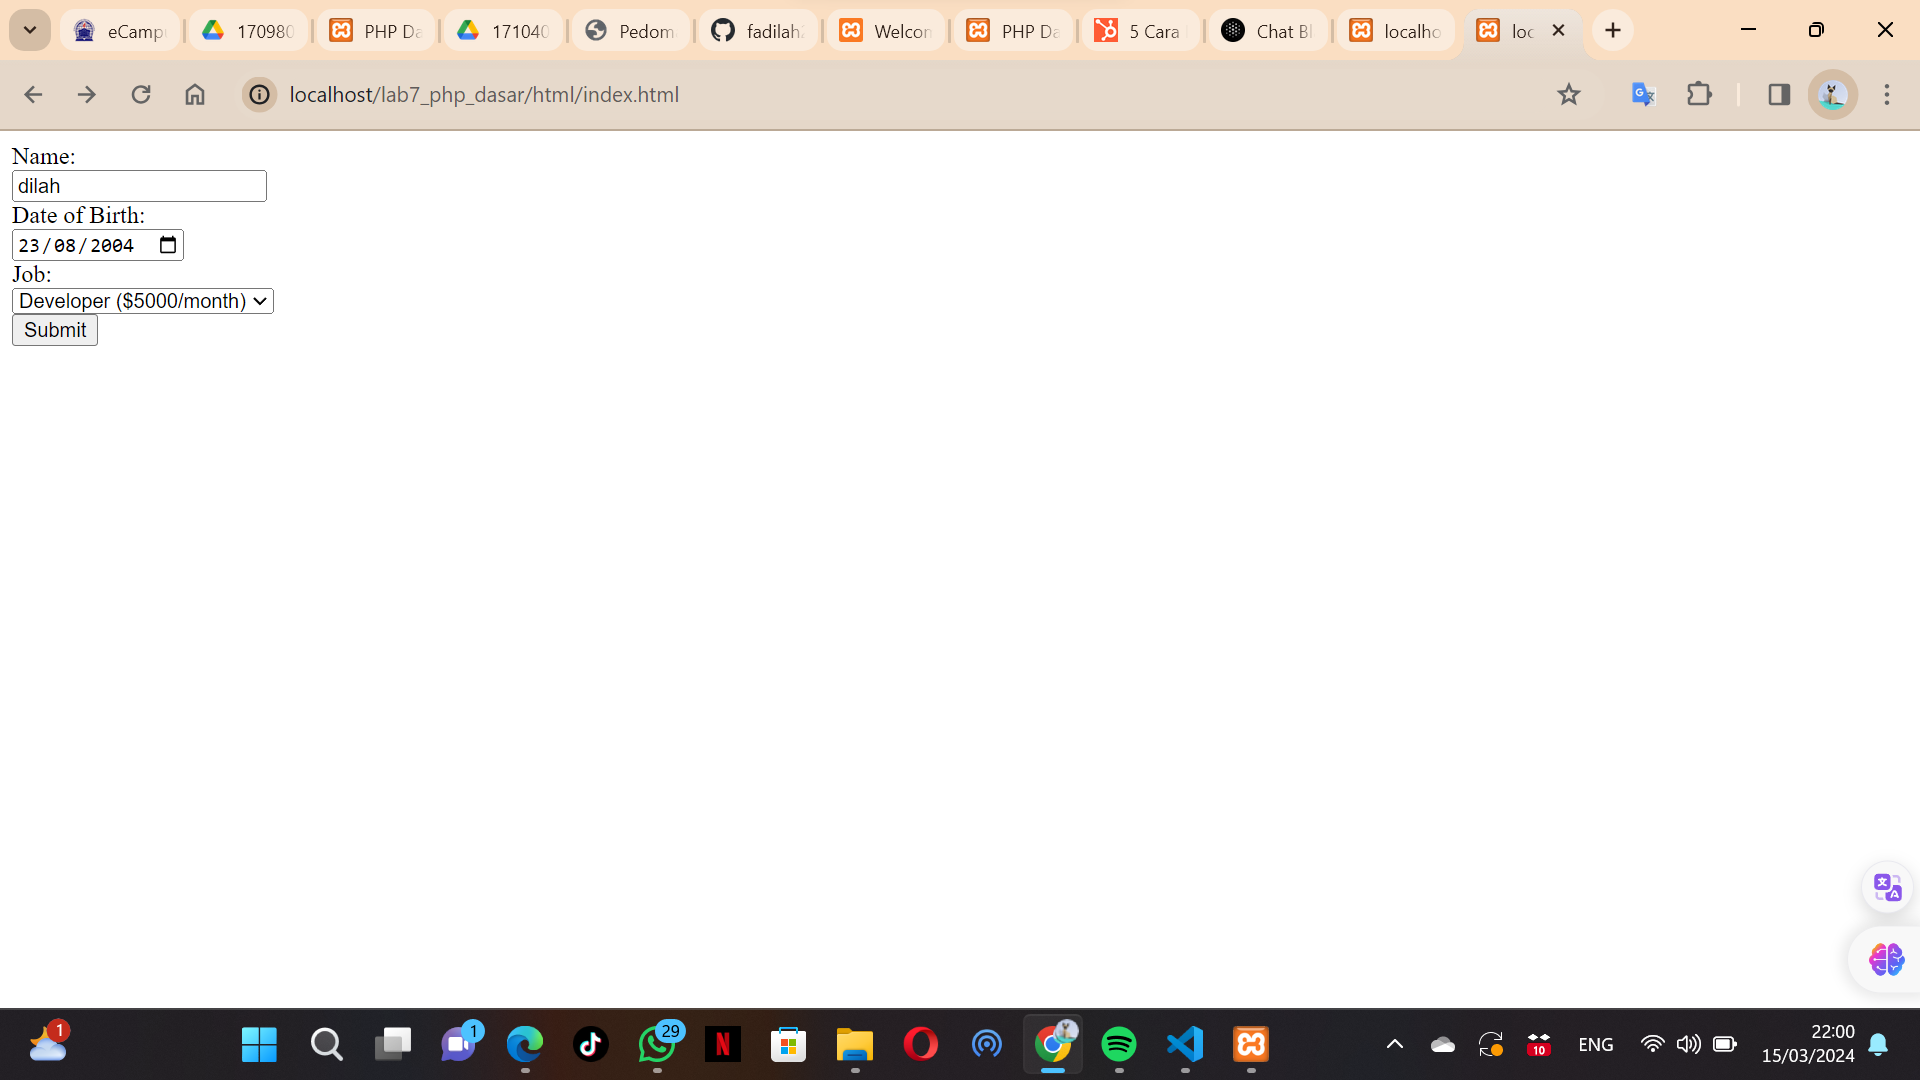 eCamp
170980
PHP Da
171040
Pedom
fadilah
Welcon
PHP Da
5 Cara
Chat Bl
localho
loc
localhost/lab7_php_dasar/html/index.html
Name:
dilah
Date of Birth:
23/08/2004
Job:
Developer ($5000/month)
Submit
1
1
29
10
ENG
22:00
15/03/2024